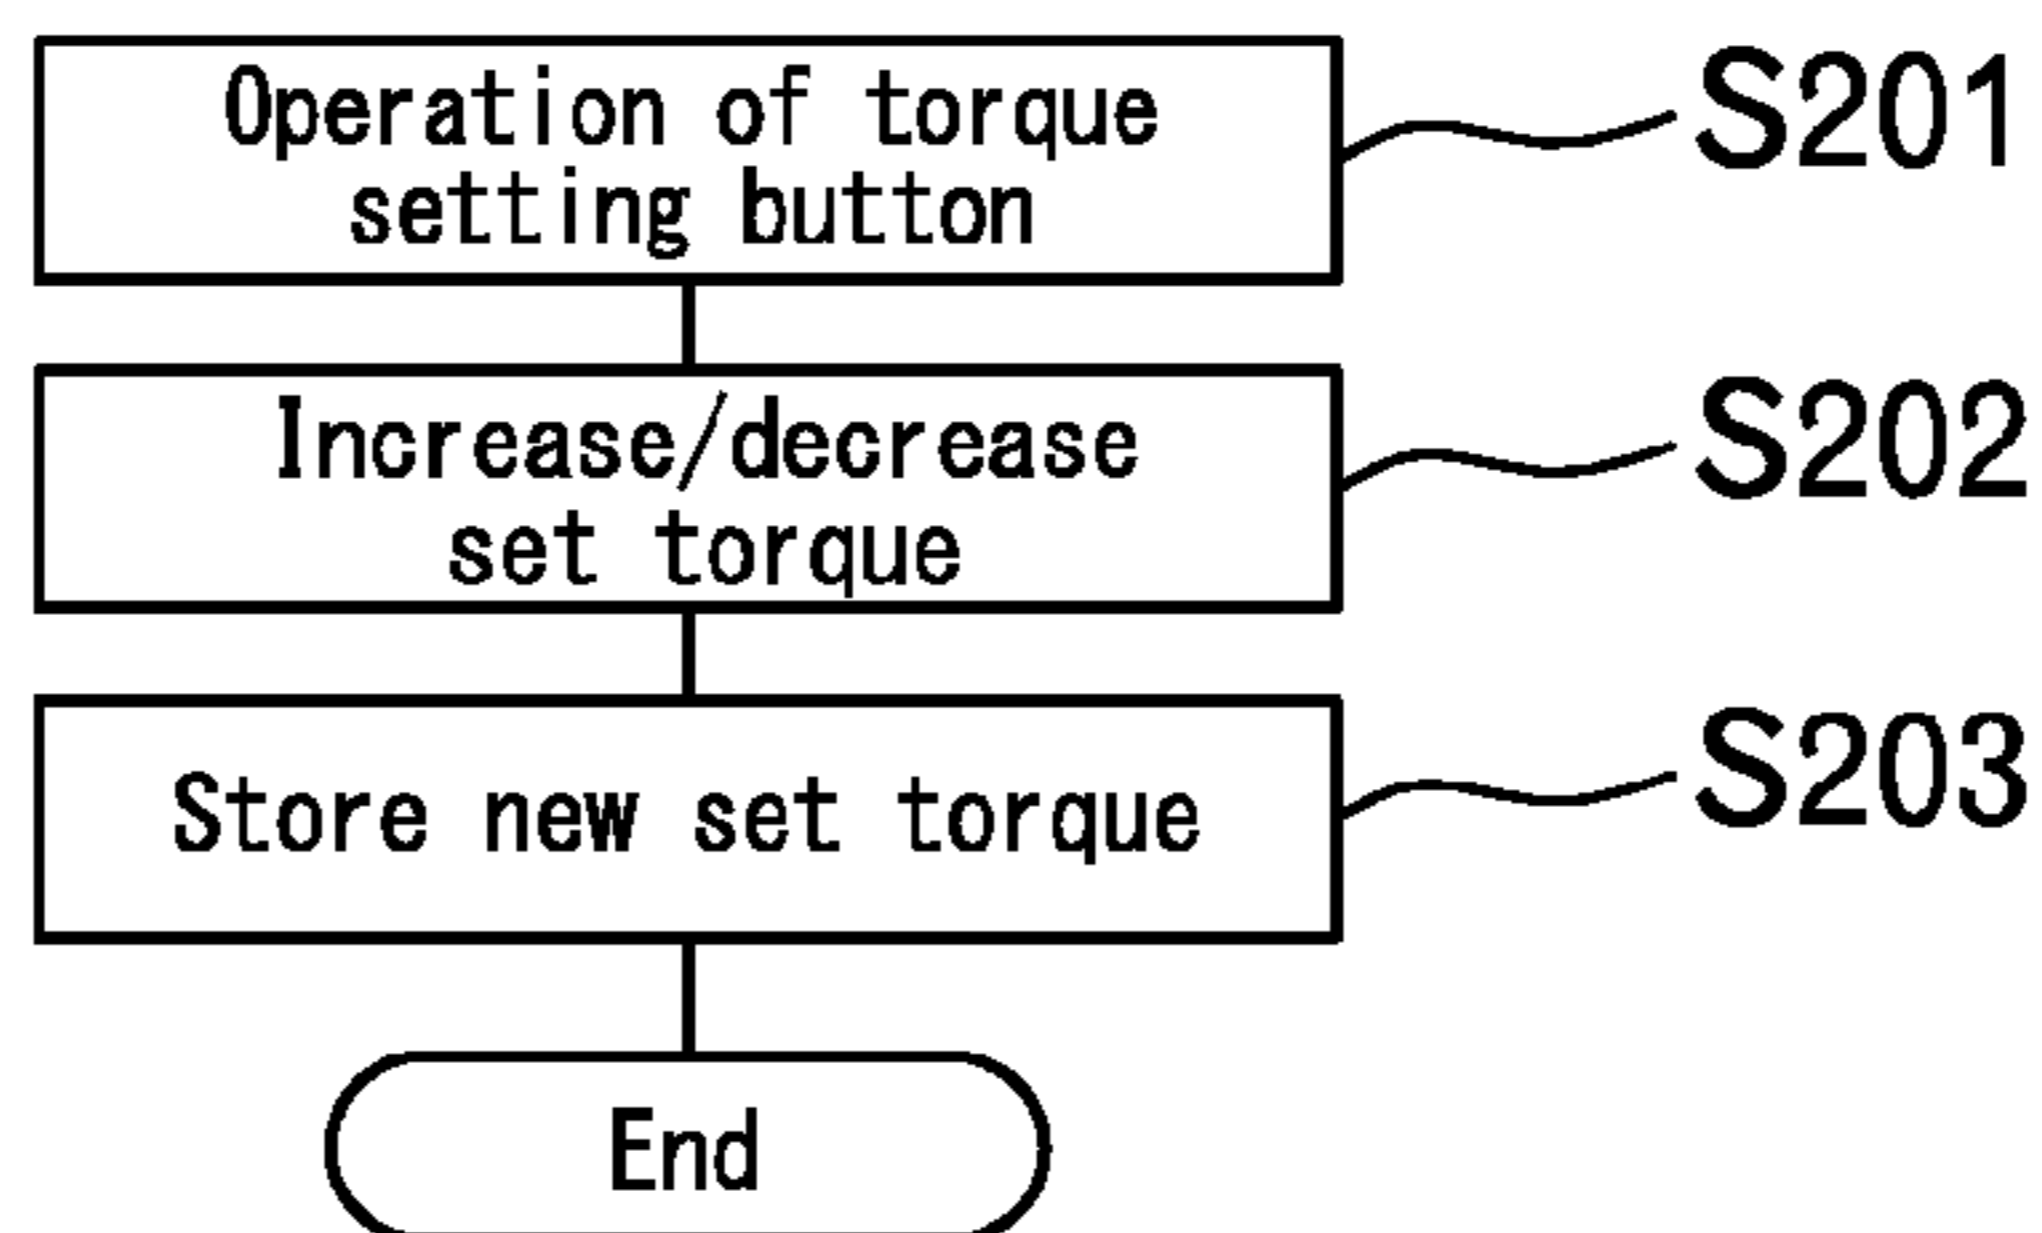 Operation of torque
setting button
S201
Increase/decrease
set torque
S202
Store new set torque
S203
End